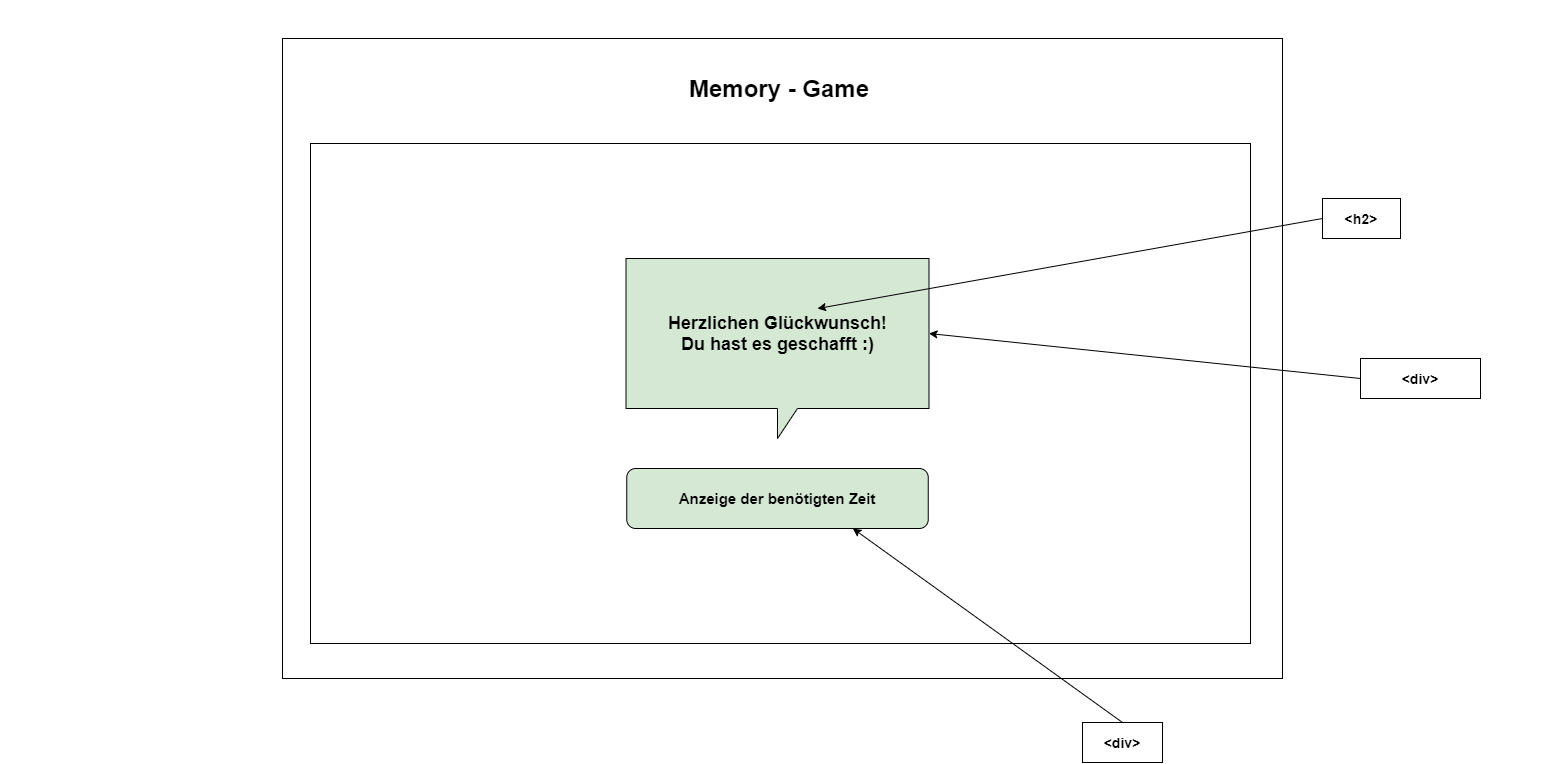 Memory - Game
<h2>
Herzlichen Glückwunsch!
Du hast es geschafft :)
<div>
Anzeige der benötigten Zeit
<div>